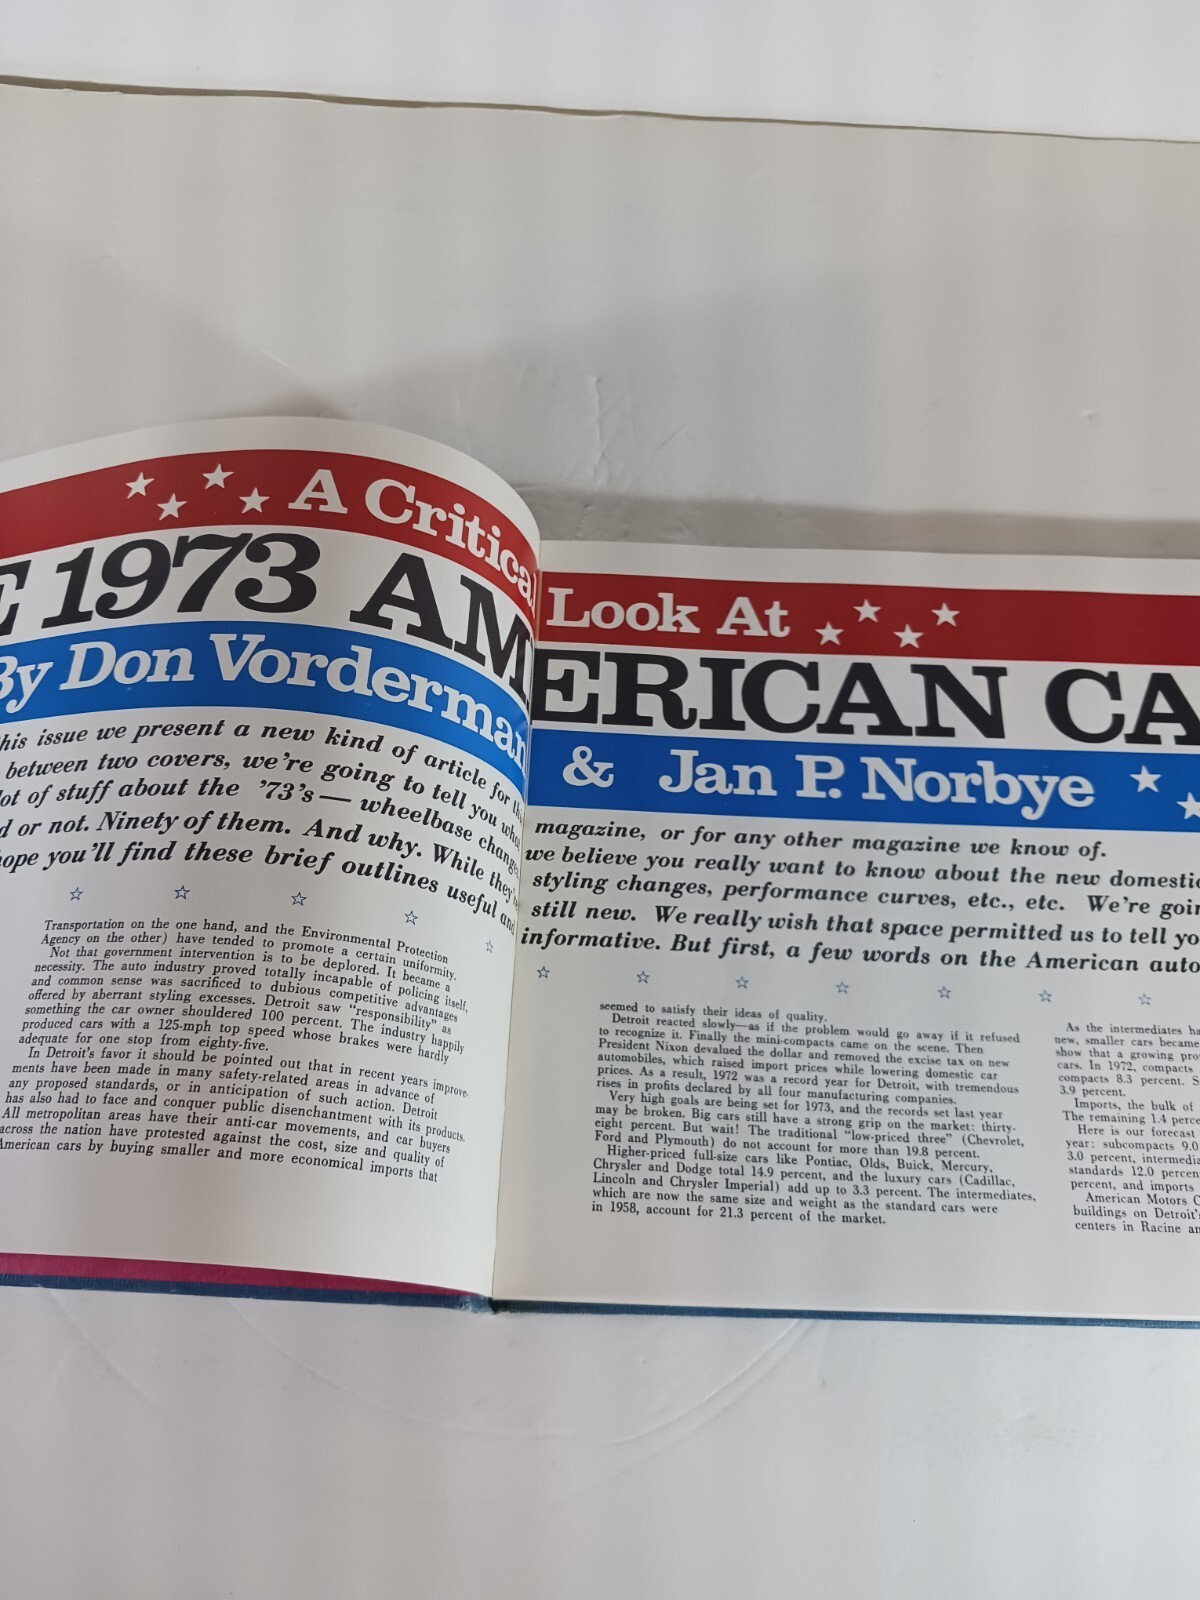 A Critical Look At
1973 AMERICAN CA
By Don Vorderman & Jan P. Norbye
his issue we present a new kind of article for this magazine, or for any other magazine we know of.
between two covers, we're going to tell you what we believe you really want to know about the new domestic
lot of stuff about the '73's — wheelbase changes, styling changes, performance curves, etc., etc. We're goin
d or not. Ninety of them. And why. While they're still new. We really wish that space permitted us to tell yo
hope you'll find these brief outlines useful and informative. But first, a few words on the American auto
Transportation on the one hand, and the Environmental Protection
Agency on the other) have tended to promote a certain uniformity.
Not that government intervention is to be deplored. It became a
necessity. The auto industry proved totally incapable of policing itself,
and common sense was sacrificed to dubious competitive advantages
offered by aberrant styling excesses. Detroit saw "responsibility" as
something the car owner shouldered 100 percent. The industry happily
produced cars with a 125-mph top speed whose brakes were hardly
adequate for one stop from eighty-five.
In Detroit's favor it should be pointed out that in recent years improve-
ments have been made in many safety-related areas in advance of
any proposed standards, or in anticipation of such action. Detroit
has also had to face and conquer public disenchantment with its products.
All metropolitan areas have their anti-car movements, and car buyers
across the nation have protested against the cost, size and quality of
American cars by buying smaller and more economical imports that
seemed to satisfy their ideas of quality.
Detroit reacted slowly—as if the problem would go away if it refused
to recognize it. Finally the mini-compacts came on the scene. Then
President Nixon devalued the dollar and removed the excise tax on new
automobiles, which raised import prices while lowering domestic car
prices. As a result, 1972 was a record year for Detroit, with tremendous
rises in profits declared by all four manufacturing companies.
Very high goals are being set for 1973, and the records set last year
may be broken. Big cars still have a strong grip on the market: thirty-
eight percent. But wait! The traditional "low-priced three" (Chevrolet,
Ford and Plymouth) do not account for more than 19.8 percent.
Higher-priced full-size cars like Pontiac, Olds, Buick, Mercury,
Chrysler and Dodge total 14.9 percent, and the luxury cars (Cadillac,
Lincoln and Chrysler Imperial) add up to 3.3 percent. The intermediates,
which are now the same size and weight as the standard cars were
in 1958, account for 21.3 percent of the market.
As the intermediates ha
new, smaller cars became
show that a growing pro
cars. In 1972, compacts
compacts 8.3 percent. S
3.9 percent.
Imports, the bulk of
The remaining 1.4 perce
Here is our forecast
year: subcompacts 9.0
3.0 percent, intermedia
standards 12.0 percen
percent, and imports
American Motors C
buildings on Detroit's
centers in Racine an